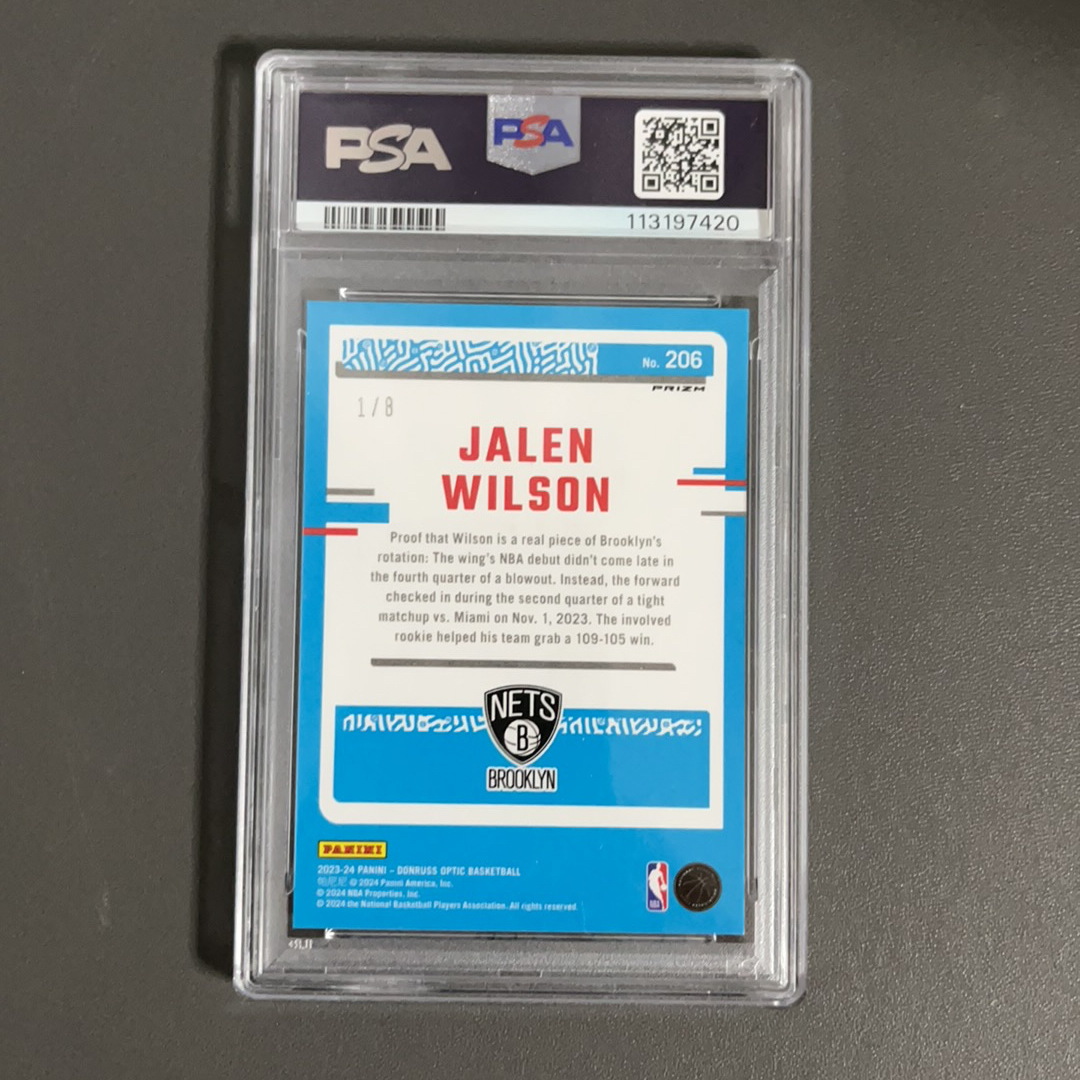 PSA
PSA
113197420
No. 206
PRIZM
1/8
JALEN
WILSON
Proof that Wilson is a real piece of Brooklyn's
rotation: The wing's NBA debut didn't come late in
the fourth quarter of a blowout. Instead, the forward
checked in during the second quarter of a tight
matchup vs. Miami on Nov. 1, 2023. The involved
rookie helped his team grab a 109-105 win.
NETS
B
BROOKLYN
PANINI
2023-24 PANINI - DONRUSS OPTIC BASKETBALL
© 2024 Panini America, Inc.
© 2024 NBA Properties, Inc.
© 2024 the National Basketball Players Association. All rights reserved.
NBA